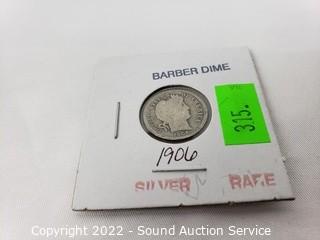 BARBER DIME
315.
1906
SILVER RARE
Copyright 2022 - Sound Auction Service